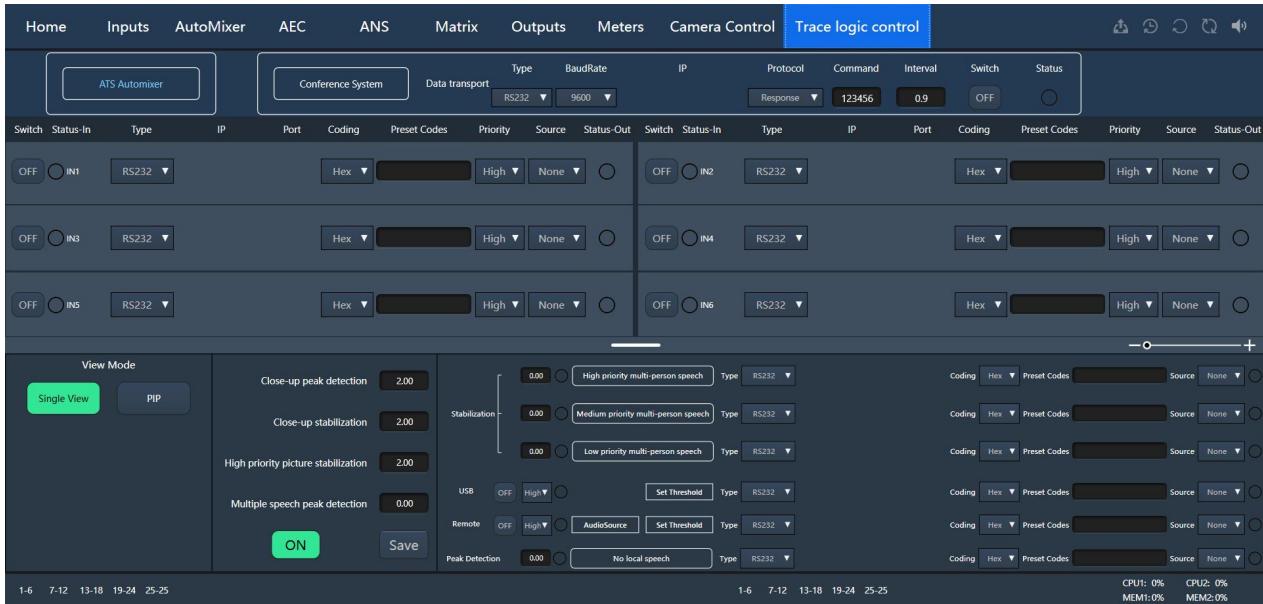 Home Inputs AutoMixer AEC ANS Matrix Outputs Meters Camera Control Trace logic control
Type BaudRate IP Protocol Command Interval Switch Status
ATS Automixer Conference System Data transport RS232 9600 Response 123456 0.9 OFF
Switch Status-In Type IP Port Coding Preset Codes Priority Source Status-Out Switch Status-In Type IP Port Coding Preset Codes Priority Source Status-Out
OFF IN1 RS232 Hex High None OFF IN2 RS232 Hex High None
OFF IN3 RS232 Hex High None OFF IN4 RS232 Hex High None
OFF IN5 RS232 Hex High None OFF IN6 RS232 Hex High None
View Mode
Single View PIP
Close-up peak detection 2.00
Close-up stabilization 2.00
High priority picture stabilization 2.00
Multiple speech peak detection 0.00
ON Save
Stabilization
0.00 High priority multi-person speech Type RS232 Coding Hex Preset Codes Source None
0.00 Medium priority multi-person speech Type RS232 Coding Hex Preset Codes Source None
0.00 Low priority multi-person speech Type RS232 Coding Hex Preset Codes Source None
USB OFF High Set Threshold Type RS232 Coding Hex Preset Codes Source None
Remote OFF High AudioSource Set Threshold Type RS232 Coding Hex Preset Codes Source None
Peak Detection 0.00 No local speech Type RS232 Coding Hex Preset Codes Source None
1-6 7-12 13-18 19-24 25-25 1-6 7-12 13-18 19-24 25-25
CPU1: 0% CPU2: 0%
MEM1:0% MEM2:0%